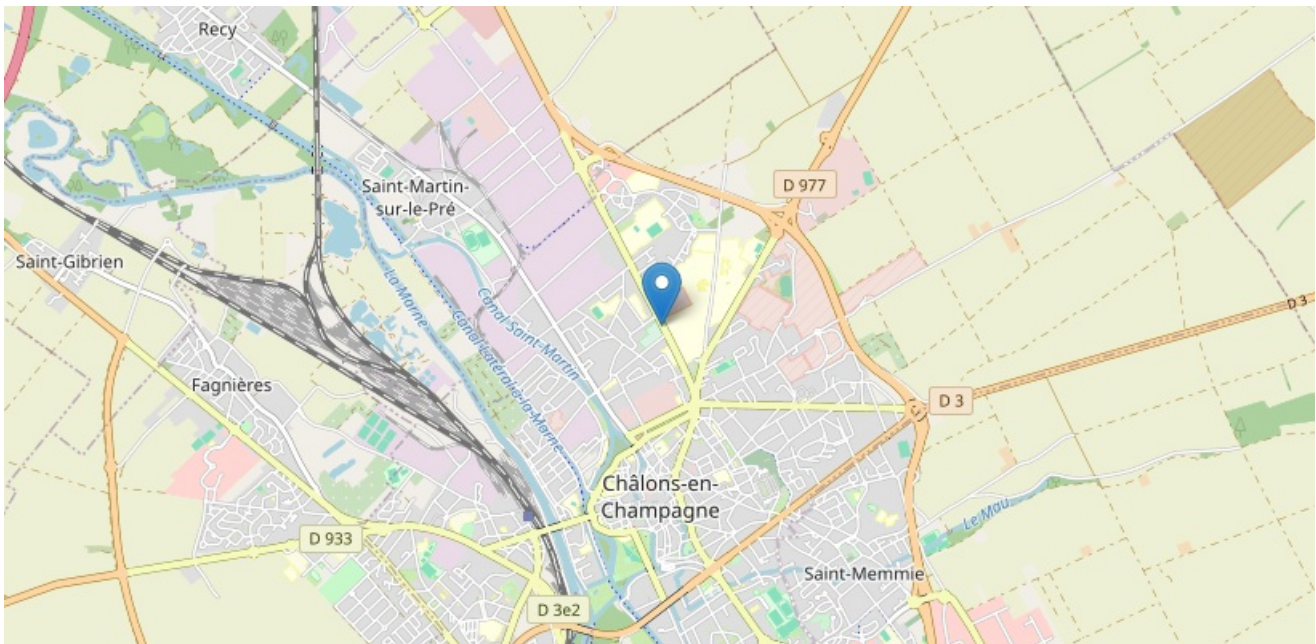 Recy
D 977
Saint-Martin-
sur-le-Pré
Saint-Gibrien
La Marne
Canal Saint-Martin
Canal Latéral à la Marne
D 3
Fagnières
D 3
Châlons-en-
Champagne
Le Mau
D 933
Saint-Memmie
D 3e2